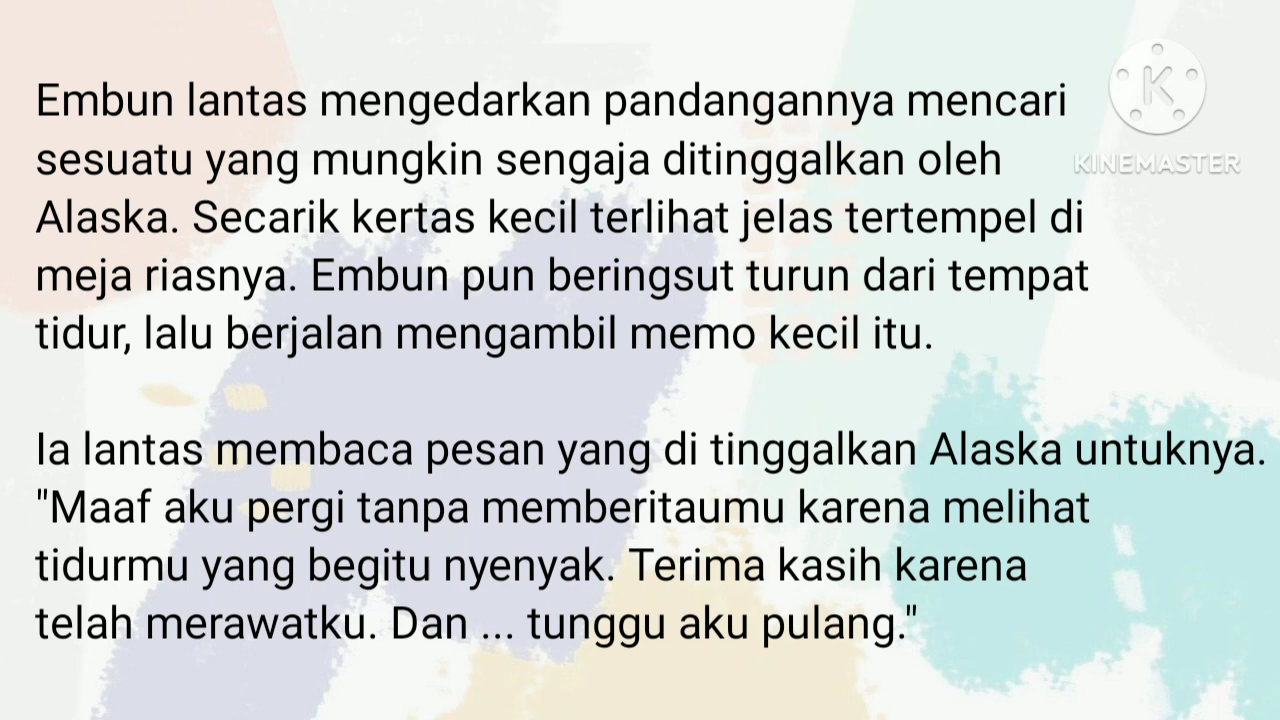 Embun lantas mengedarkan pandangannya mencari
sesuatu yang mungkin sengaja ditinggalkan oleh
Alaska. Secarik kertas kecil terlihat jelas tertempel di
meja riasnya. Embun pun beringsut turun dari tempat
tidur, lalu berjalan mengambil memo kecil itu.
Ia lantas membaca pesan yang di tinggalkan Alaska untuknya.
"Maaf aku pergi tanpa memberitaumu karena melihat
tidurmu yang begitu nyenyak. Terima kasih karena
telah merawatku. Dan ... tunggu aku pulang."
K
KINEMASTER